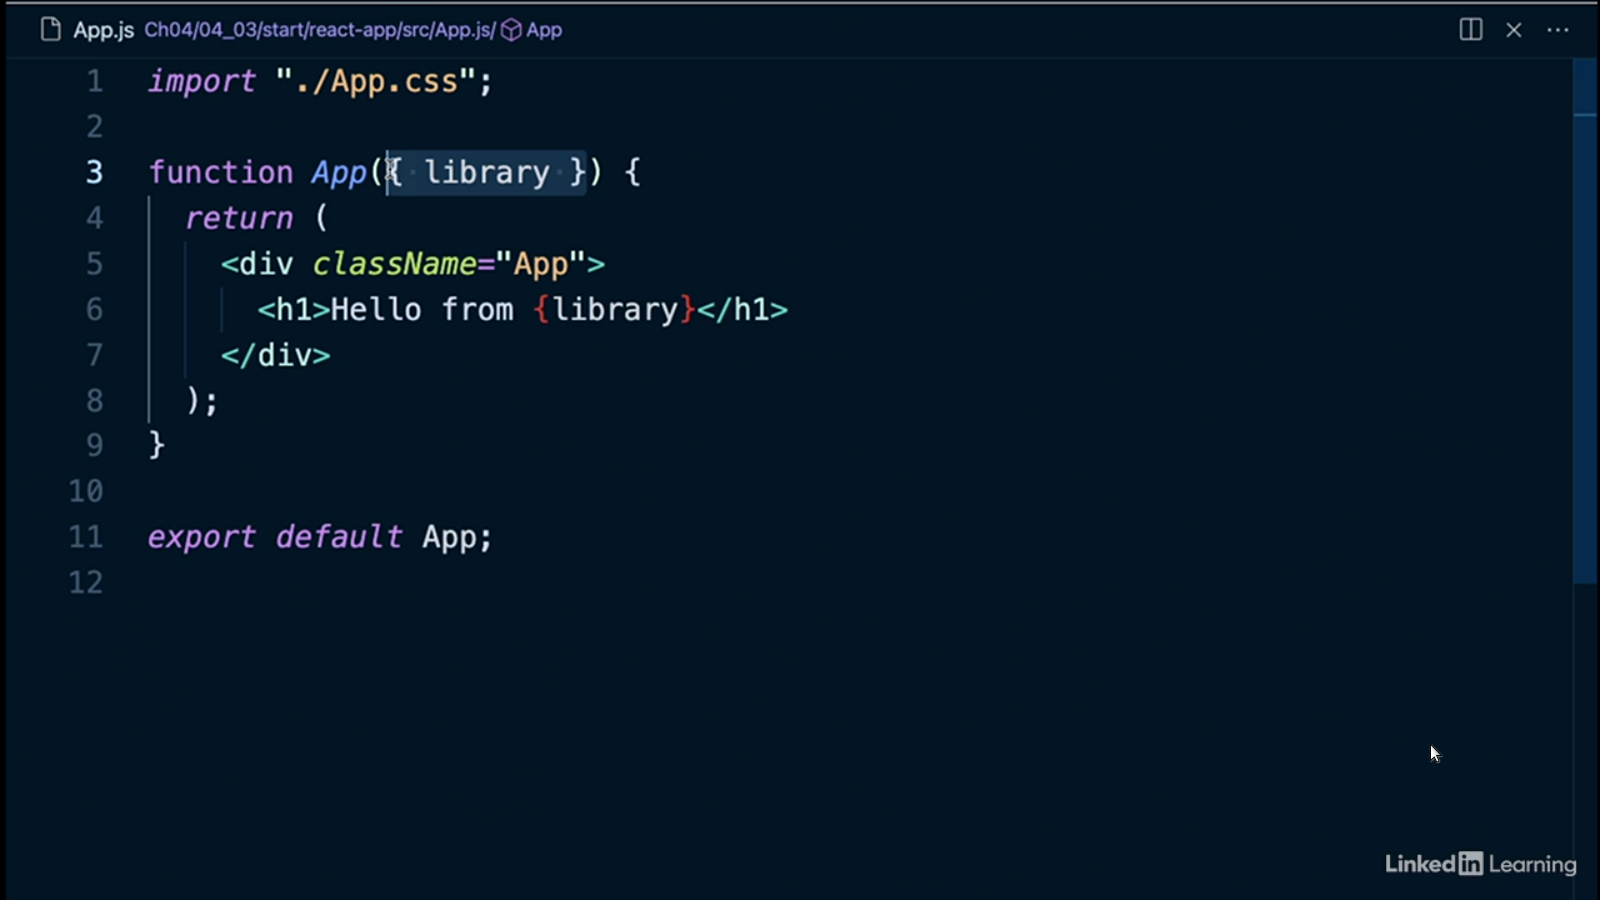 App.js Ch04/04_03/start/react-app/src/App.js/ App
1 import "./App.css";
2
3 function App({ library }) {
4 return (
5 <div className="App">
6 <h1>Hello from {library}</h1>
7 </div>
8 );
9 }
10
11 export default App;
12
LinkedIn Learning